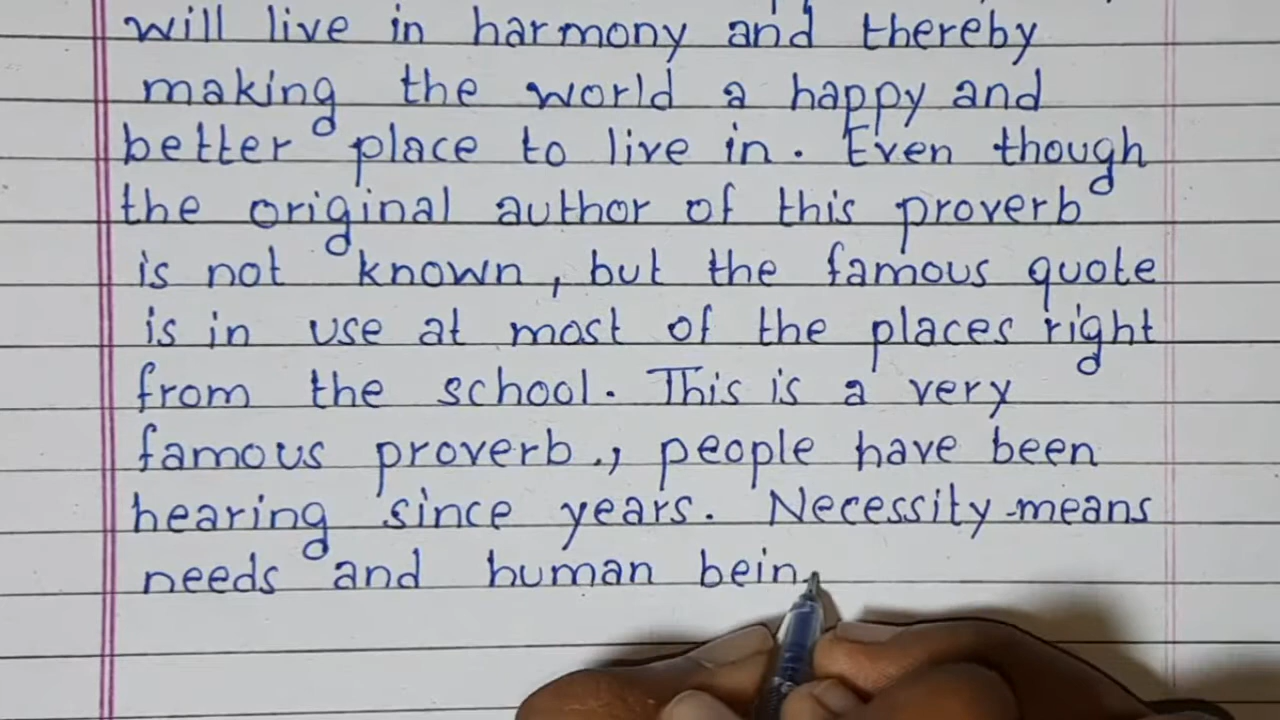 will live in harmony and thereby
making the world a happy and
better place to live in. Even though
the original author of this proverb
is not known, but the famous quote
is in use at most of the places right
from the school. This is a very
famous proverb., people have been
hearing since years. Necessity-means
needs and human bein